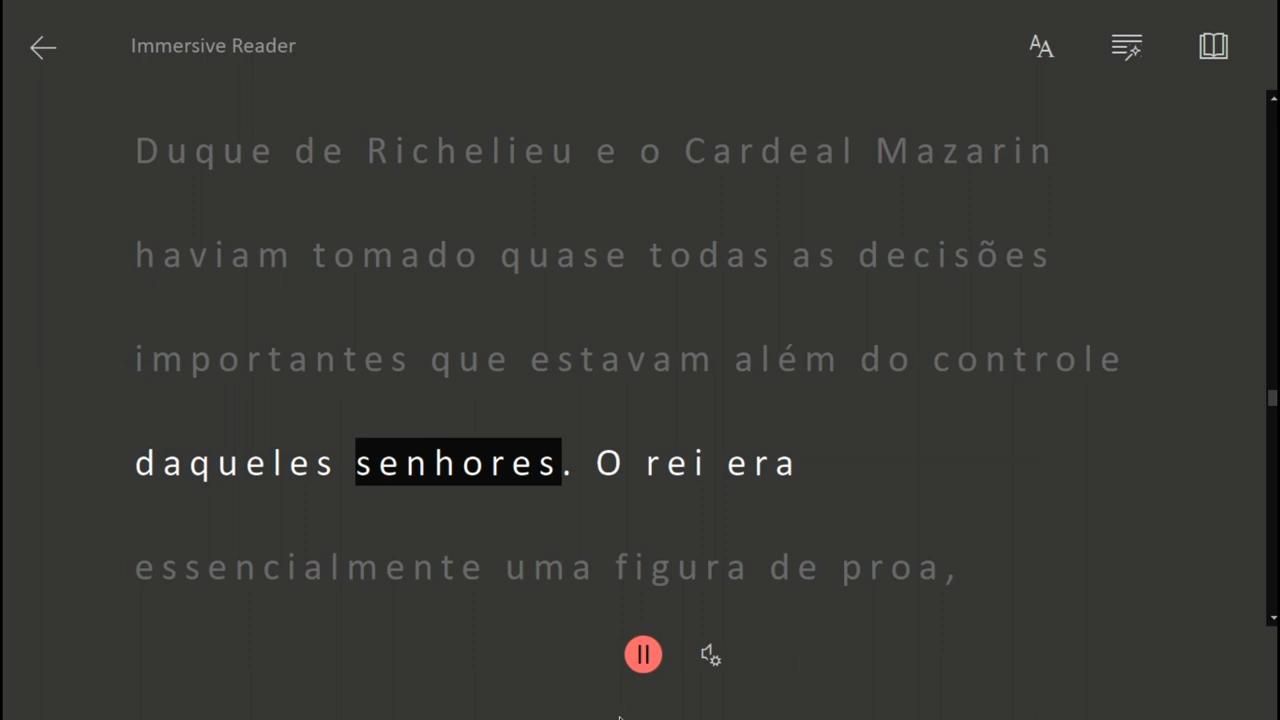 Immersive Reader
Duque de Richelieu e o Cardeal Mazarin
haviam tomado quase todas as decisões
importantes que estavam além do controle
daqueles senhores. O rei era
essencialmente uma figura de proa,